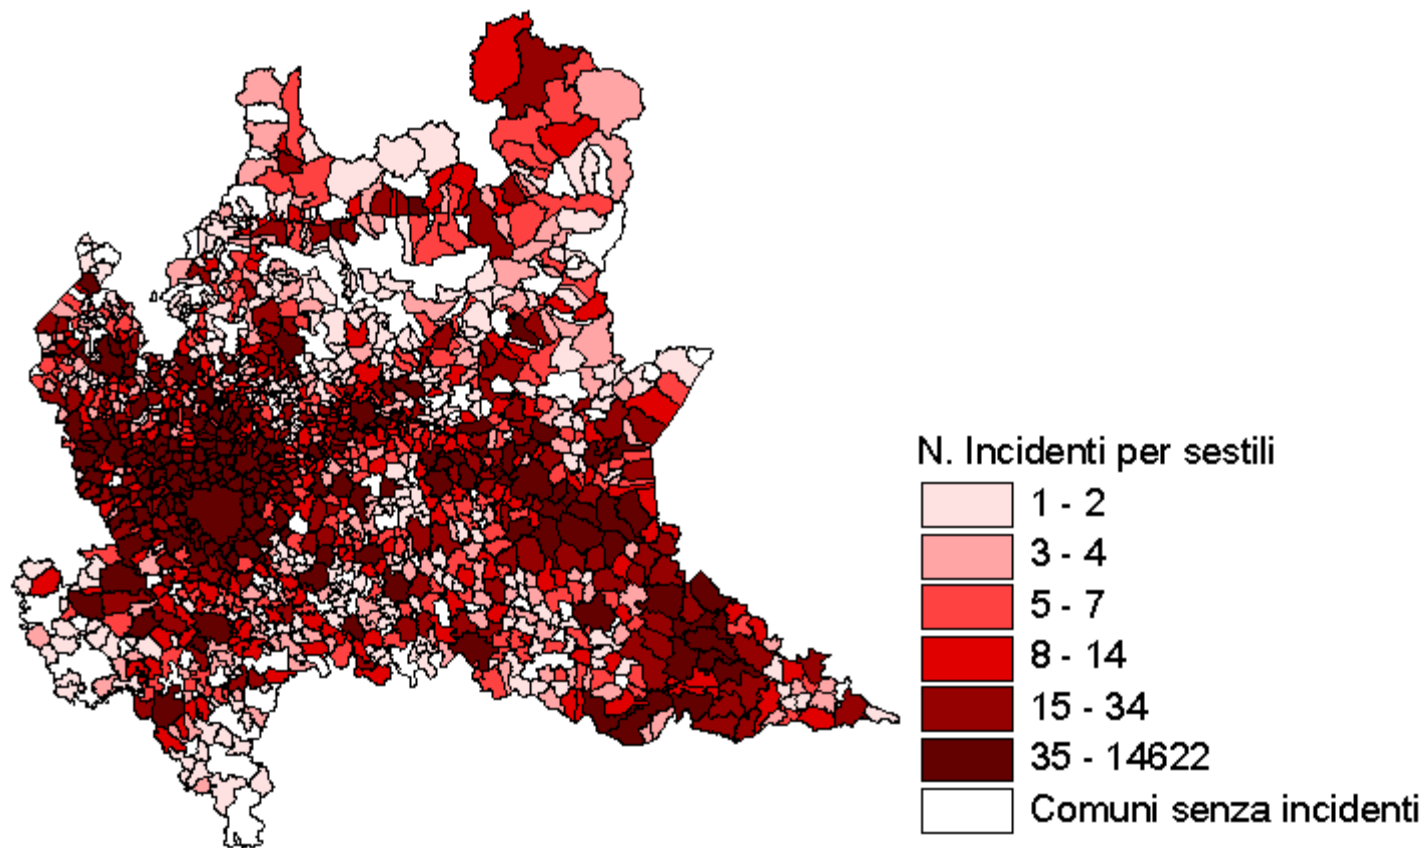 N. Incidenti per sestili
1 - 2
3 - 4
5 - 7
8 - 14
15 - 34
35 - 14622
Comuni senza incidenti